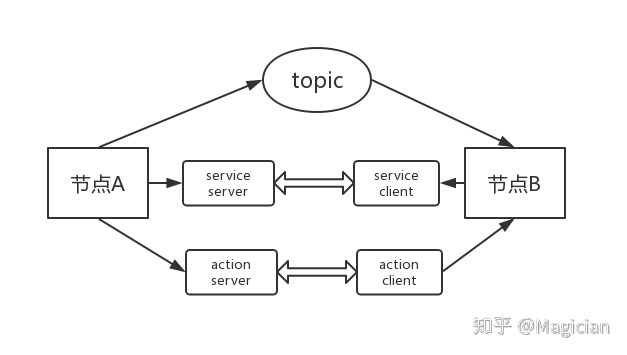 topic
节点A
service
server
service
client
节点B
action
server
action
client
知乎 @Magician